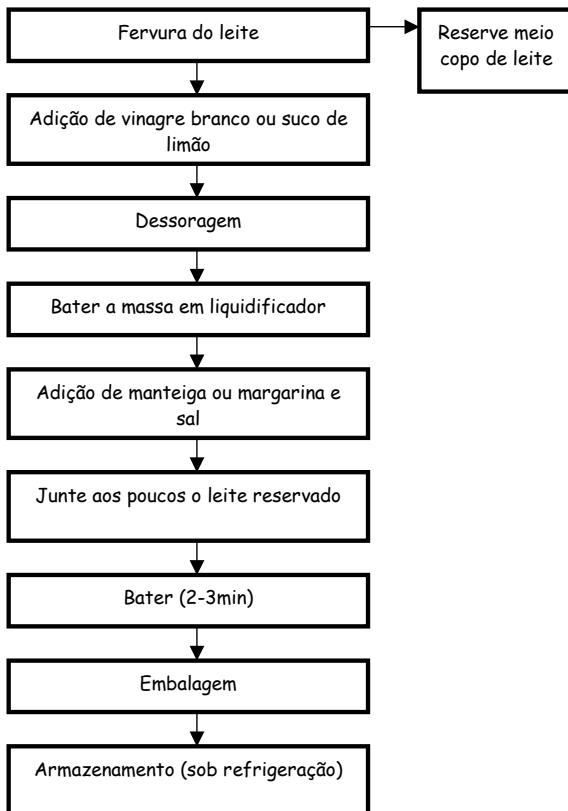 Fervura do leite
Reserve meio
copo de leite
Adição de vinagre branco ou suco de
limão
Dessoragem
Bater a massa em liquidificador
Adição de manteiga ou margarina e
sal
Junte aos poucos o leite reservado
Bater (2-3min)
Embalagem
Armazenamento (sob refrigeração)